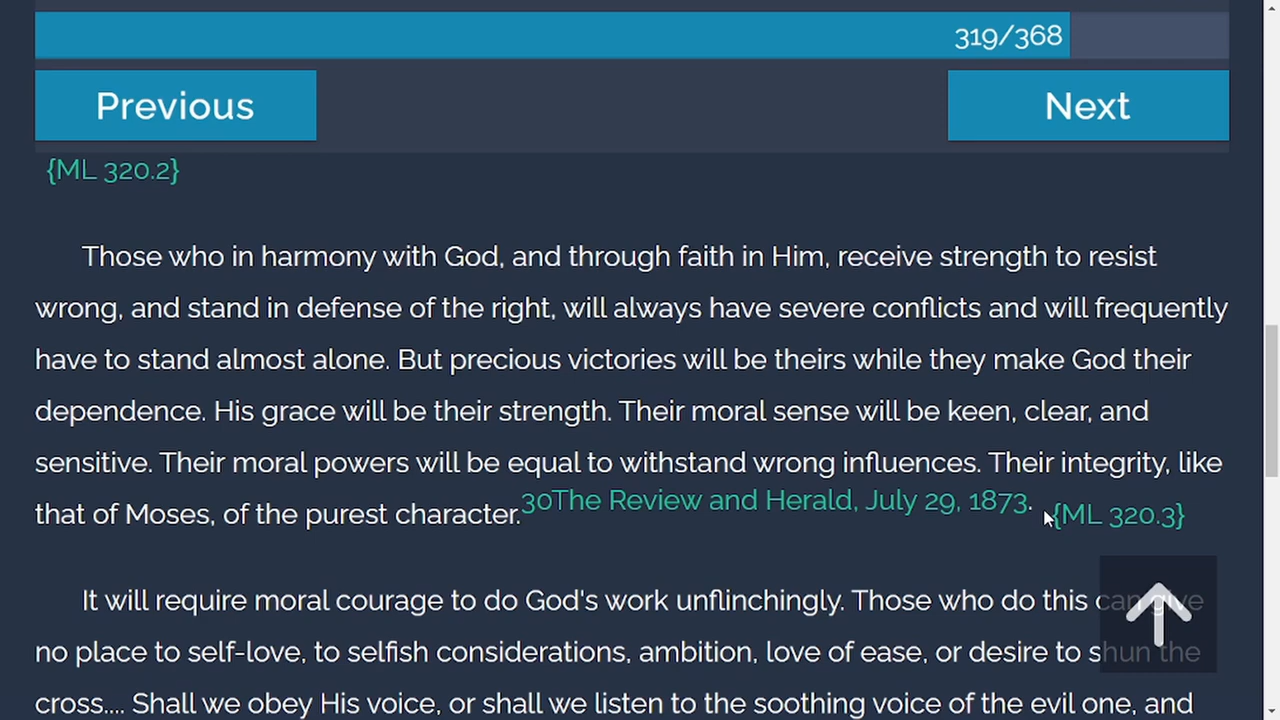 319/368
Previous
Next
{ML 320.2}
Those who in harmony with God, and through faith in Him, receive strength to resist
wrong, and stand in defense of the right, will always have severe conflicts and will frequently
have to stand almost alone. But precious victories will be theirs while they make God their
dependence. His grace will be their strength. Their moral sense will be keen, clear, and
sensitive. Their moral powers will be equal to withstand wrong influences. Their integrity, like
that of Moses, of the purest character.30The Review and Herald, July 29, 1873. {ML 320.3}
It will require moral courage to do God's work unflinchingly. Those who do this can give
no place to self-love, to selfish considerations, ambition, love of ease, or desire to shun the
cross.... Shall we obey His voice, or shall we listen to the soothing voice of the evil one, and